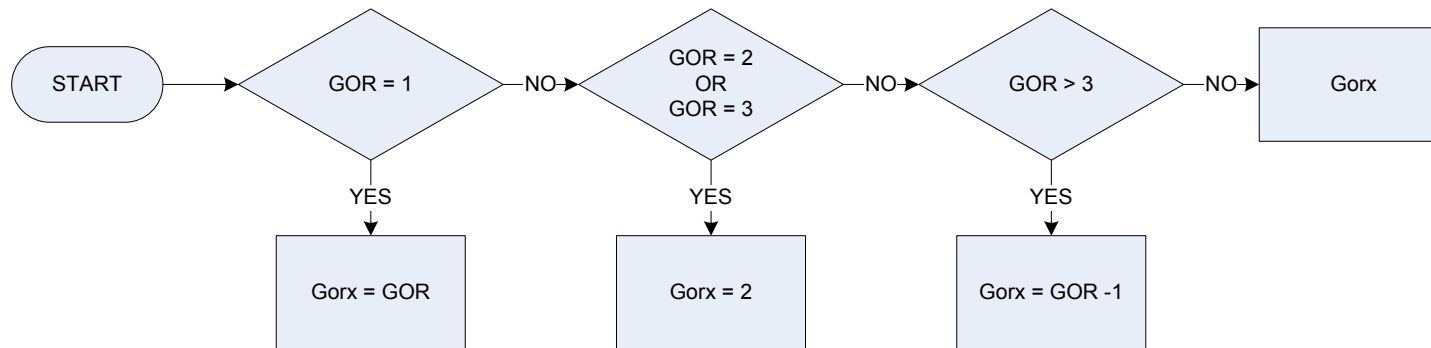 START
GOR = 1
NO
GOR = 2
OR
GOR = 3
NO
GOR > 3
NO
Gorx
YES
YES
YES
Gorx = GOR
Gorx = 2
Gorx = GOR -1